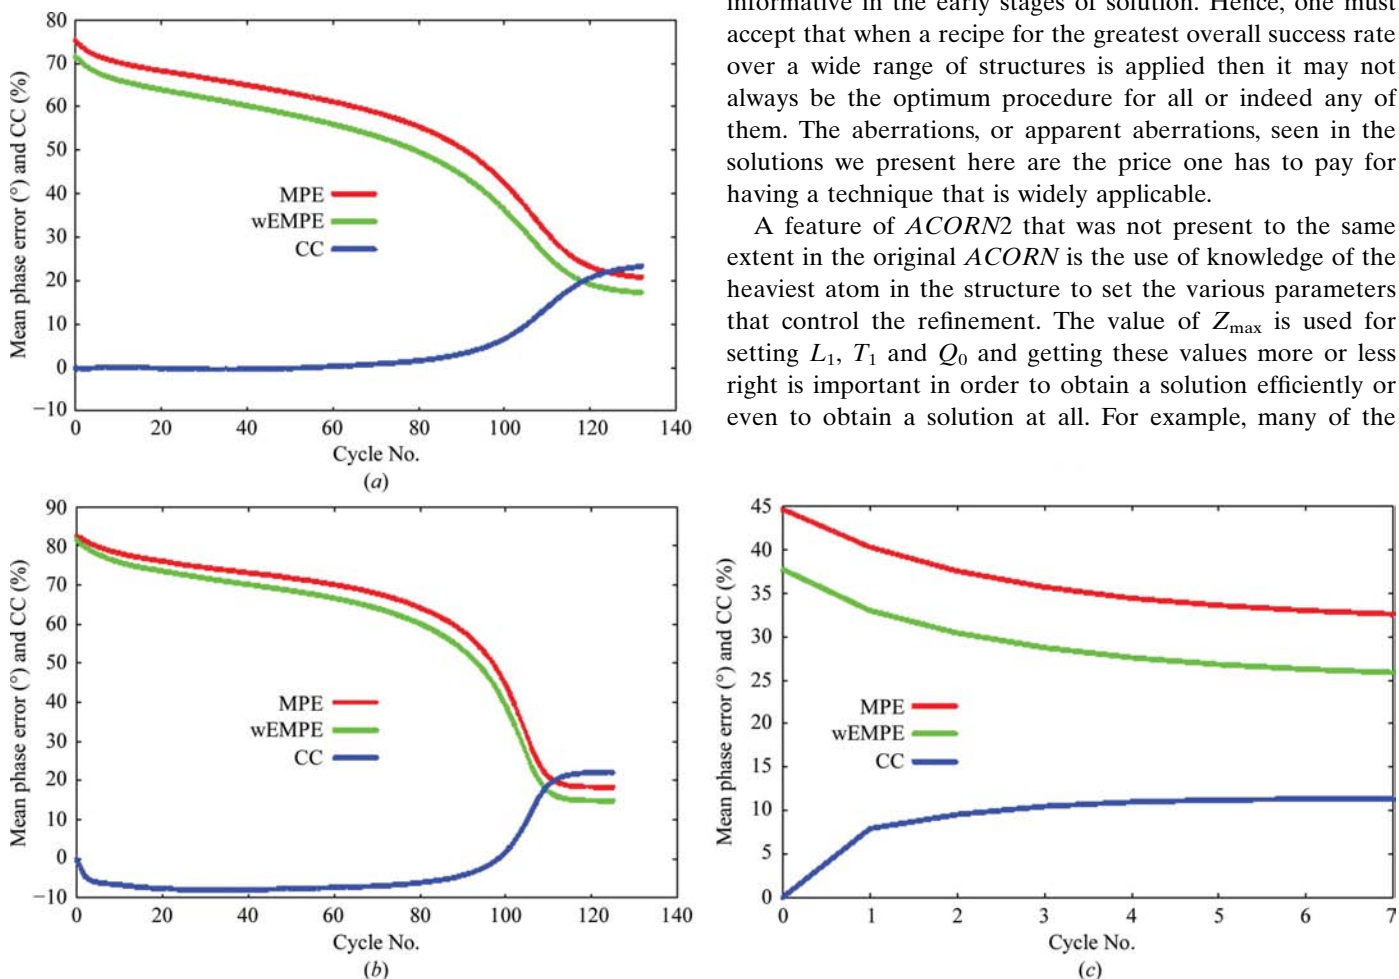 80
70
60
50
40
30
20
10
0
−10
Mean phase error (°) and CC (%)
MPE
wEMPE
CC
0 20 40 60 80 100 120 140
Cycle No.
(a)
informative in the early stages of solution. Hence, one must
accept that when a recipe for the greatest overall success rate
over a wide range of structures is applied then it may not
always be the optimum procedure for all or indeed any of
them. The aberrations, or apparent aberrations, seen in the
solutions we present here are the price one has to pay for
having a technique that is widely applicable.
A feature of ACORN2 that was not present to the same
extent in the original ACORN is the use of knowledge of the
heaviest atom in the structure to set the various parameters
that control the refinement. The value of Zmax is used for
setting L1, T1 and Q0 and getting these values more or less
right is important in order to obtain a solution efficiently or
even to obtain a solution at all. For example, many of the
90
80
70
60
50
40
30
20
10
0
−10
Mean phase error (°) and CC (%)
MPE
wEMPE
CC
0 20 40 60 80 100 120 140
Cycle No.
(b)
45
40
35
30
25
20
15
10
5
0
Mean phase error (°) and CC (%)
MPE
wEMPE
CC
0 1 2 3 4 5 6 7
Cycle No.
(c)